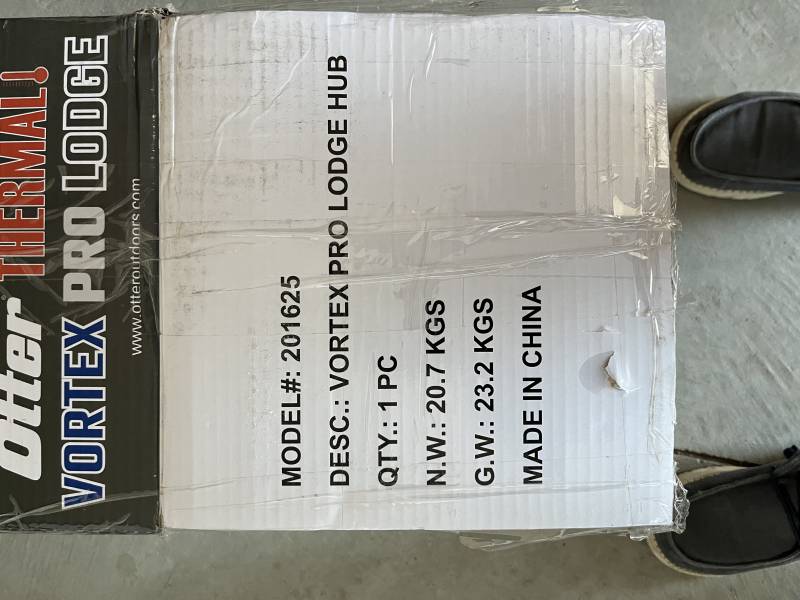 Otter THERMAL!
VORTEX PRO LODGE
www.otteroutdoors.com
MODEL#: 201625
DESC.: VORTEX PRO LODGE HUB
QTY.: 1 PC
N.W.: 20.7 KGS
G.W.: 23.2 KGS
MADE IN CHINA